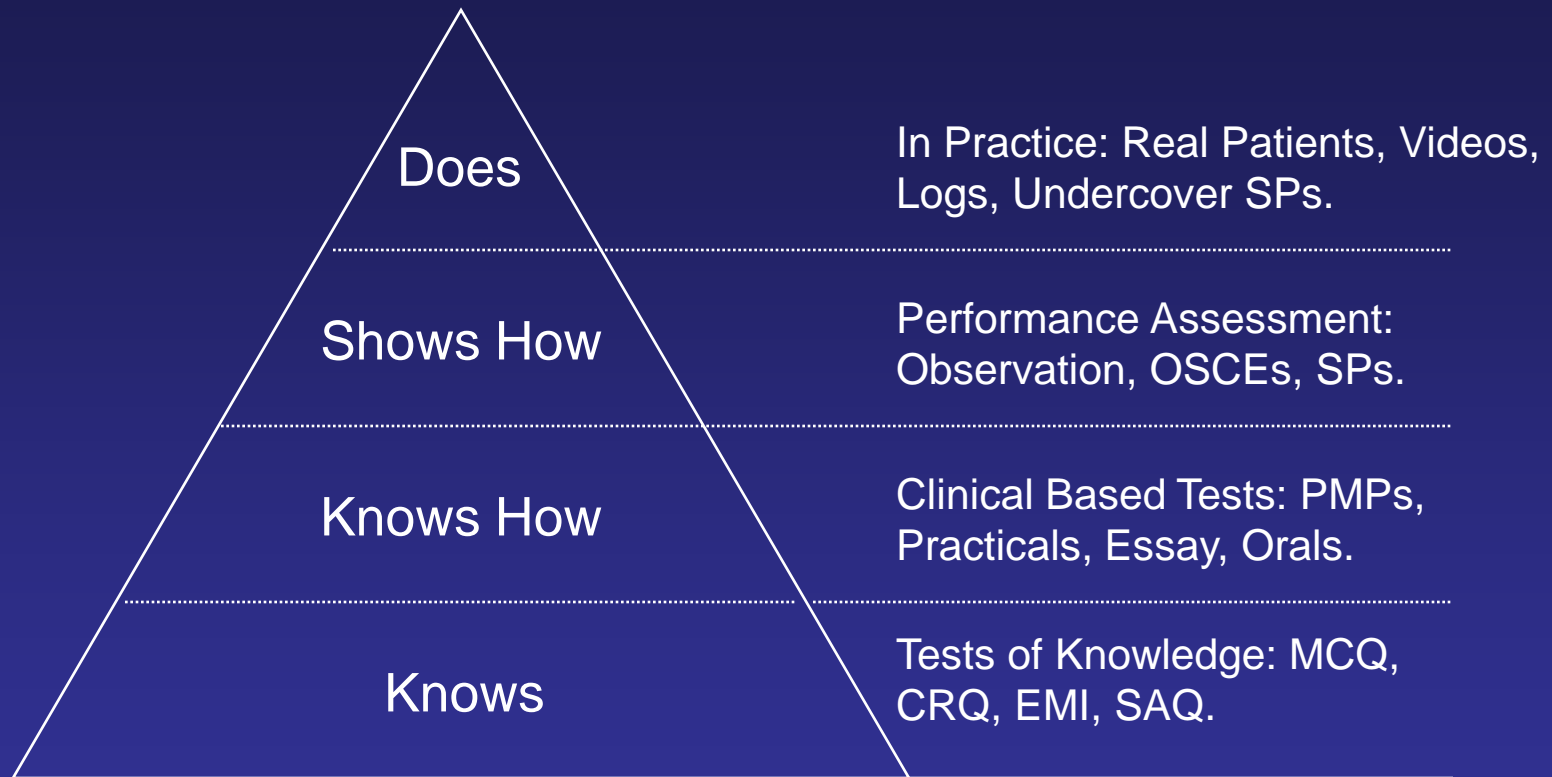 Does
In Practice: Real Patients, Videos,
Logs, Undercover SPs.
Shows How
Performance Assessment:
Observation, OSCEs, SPs.
Knows How
Clinical Based Tests: PMPs,
Practicals, Essay, Orals.
Knows
Tests of Knowledge: MCQ,
CRQ, EMI, SAQ.